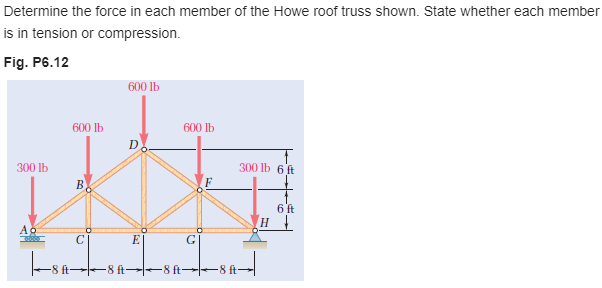 Determine the force in each member of the Howe roof truss shown. State whether each member
is in tension or compression.
Fig. P6.12
600 lb
600 lb
600 lb
D
300 lb
300 lb
6 ft
B
F
6 ft
A
H
C
E
G
8 ft
8 ft
8 ft
8 ft